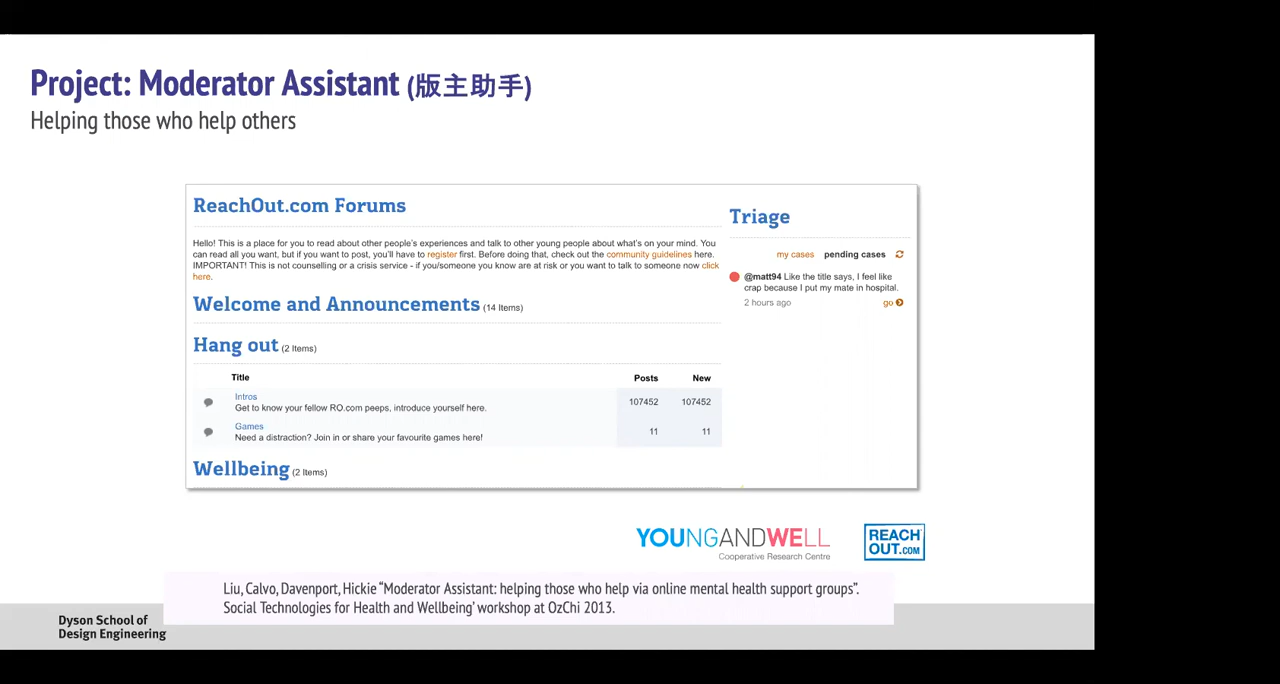 Project: Moderator Assistant (版主助手)
Helping those who help others
ReachOut.com Forums
Hello! This is a place for you to read about other people's experiences and talk to other young people about what's on your mind. You
can read all you want, but if you want to post, you'll have to register first. Before doing that, check out the community guidelines here.
IMPORTANT! This is not counselling or a crisis service - if you/someone you know are at risk or you want to talk to someone now click
here.
Welcome and Announcements (14 Items)
Hang out (2 Items)
Title Posts New
Intros
Get to know your fellow RO.com peeps, introduce yourself here. 107452 107452
Games
Need a distraction? Join in or share your favourite games here! 11 11
Wellbeing (2 Items)
Triage
my cases pending cases
@matt94 Like the title says, I feel like
crap because I put my mate in hospital.
2 hours ago go
YOUNGANDWELL
Cooperative Research Centre
REACH
OUT.COM
Liu, Calvo, Davenport, Hickie “Moderator Assistant: helping those who help via online mental health support groups”.
Social Technologies for Health and Wellbeing’ workshop at OzChi 2013.
Dyson School of
Design Engineering